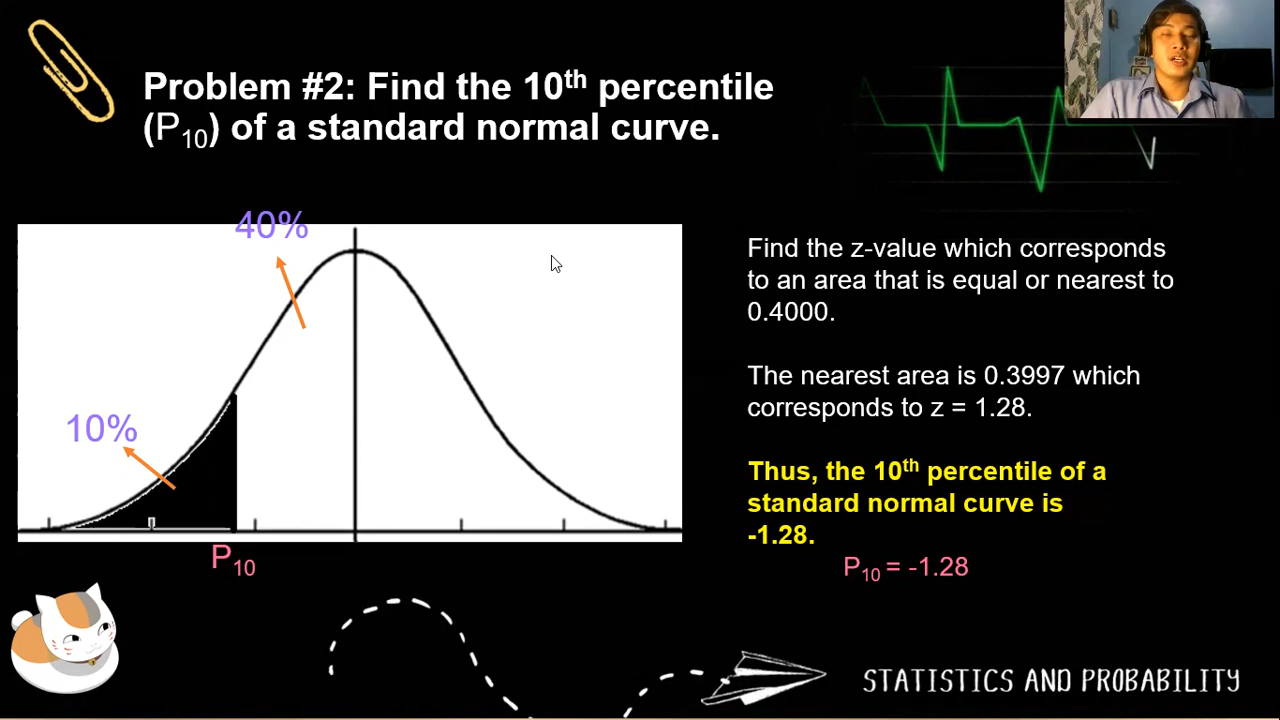 Problem #2: Find the 10th percentile
(P10) of a standard normal curve.
40%
10%
P10
Find the z-value which corresponds
to an area that is equal or nearest to
0.4000.
The nearest area is 0.3997 which
corresponds to z = 1.28.
Thus, the 10th percentile of a
standard normal curve is
-1.28.
P10 = -1.28
STATISTICS AND PROBABILITY